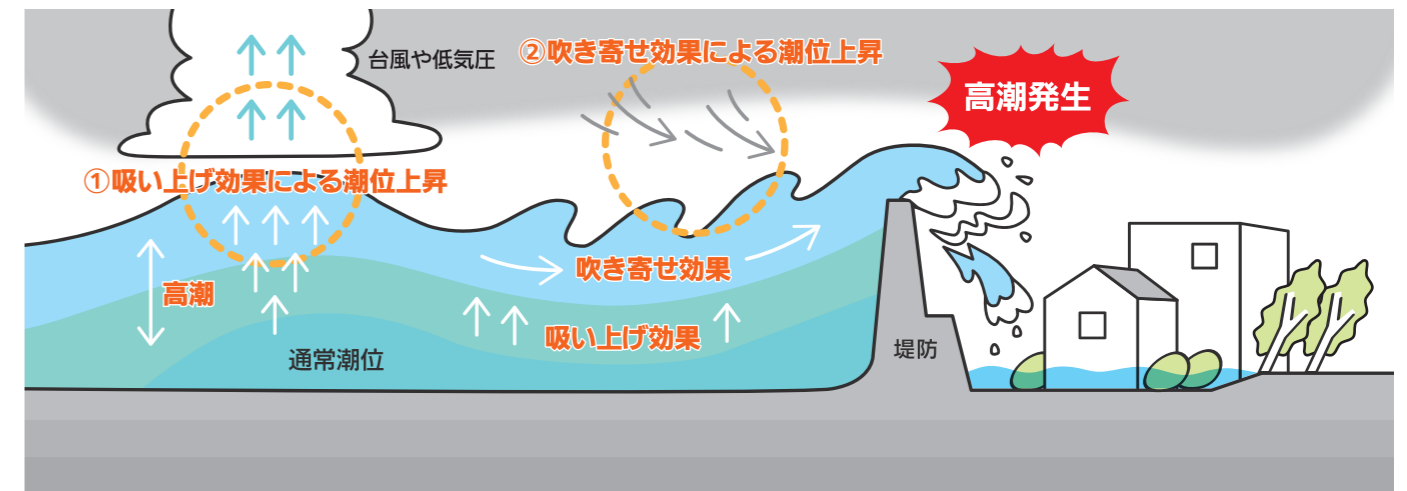 台風や低気圧
②吹き寄せ効果による潮位上昇
高潮発生
①吸い上げ効果による潮位上昇
吹き寄せ効果
高潮
吸い上げ効果
通常潮位
堤防